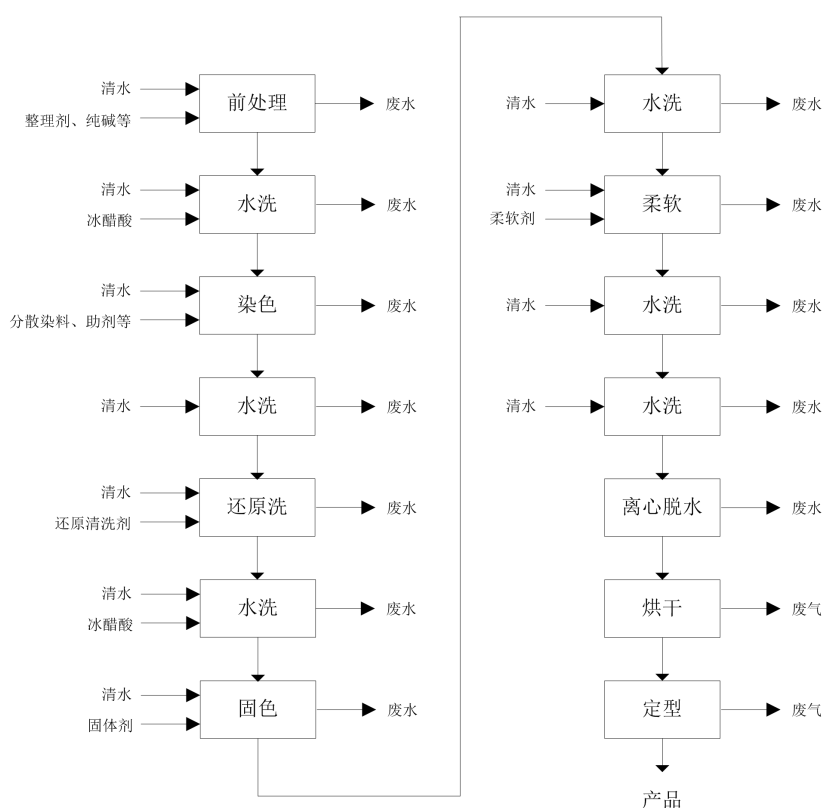 清水
整理剂、纯碱等
前处理
废水
清水
冰醋酸
水洗
废水
清水
分散染料、助剂等
染色
废水
清水
水洗
废水
清水
还原清洗剂
还原洗
废水
清水
冰醋酸
水洗
废水
清水
固体剂
固色
废水
清水
水洗
废水
清水
柔软剂
柔软
废水
清水
水洗
废水
清水
水洗
废水
离心脱水
废水
烘干
废气
定型
废气
产品